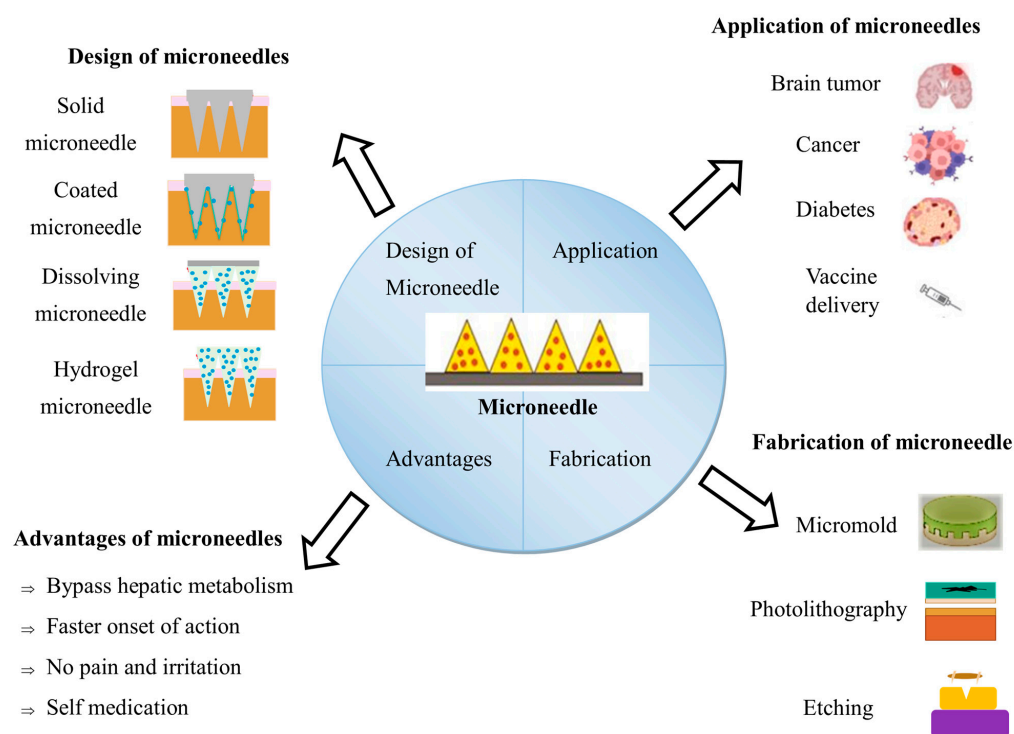 Design of microneedles
Solid
microneedle
Coated
microneedle
Dissolving
microneedle
Hydrogel
microneedle
Application of microneedles
Brain tumor
Cancer
Diabetes
Vaccine
delivery
Design of
Microneedle
Application
Microneedle
Advantages
Fabrication
Advantages of microneedles
⇒ Bypass hepatic metabolism
⇒ Faster onset of action
⇒ No pain and irritation
⇒ Self medication
Fabrication of microneedle
Micromold
Photolithography
Etching